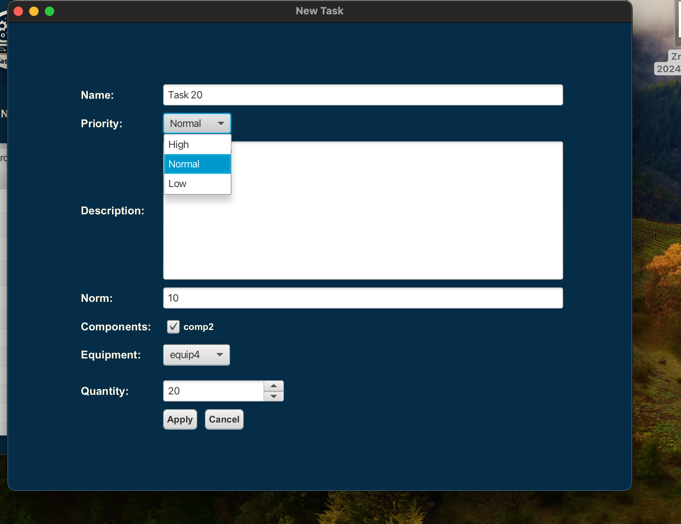 New Task
Name:
Task 20
Priority:
Normal
High
Normal
Low
Description:
Norm:
10
Components:
comp2
Equipment:
equip4
Quantity:
20
Apply
Cancel
2024